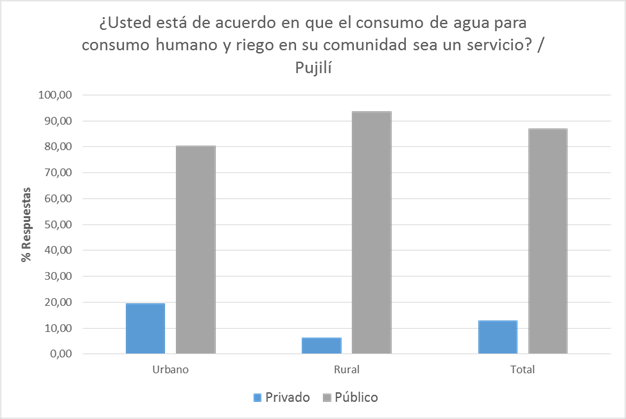 ¿Usted está de acuerdo en que el consumo de agua para
consumo humano y riego en su comunidad sea un servicio? /
Pujilí
% Respuestas
100,00
90,00
80,00
70,00
60,00
50,00
40,00
30,00
20,00
10,00
0,00
Urbano Rural Total
Privado Público